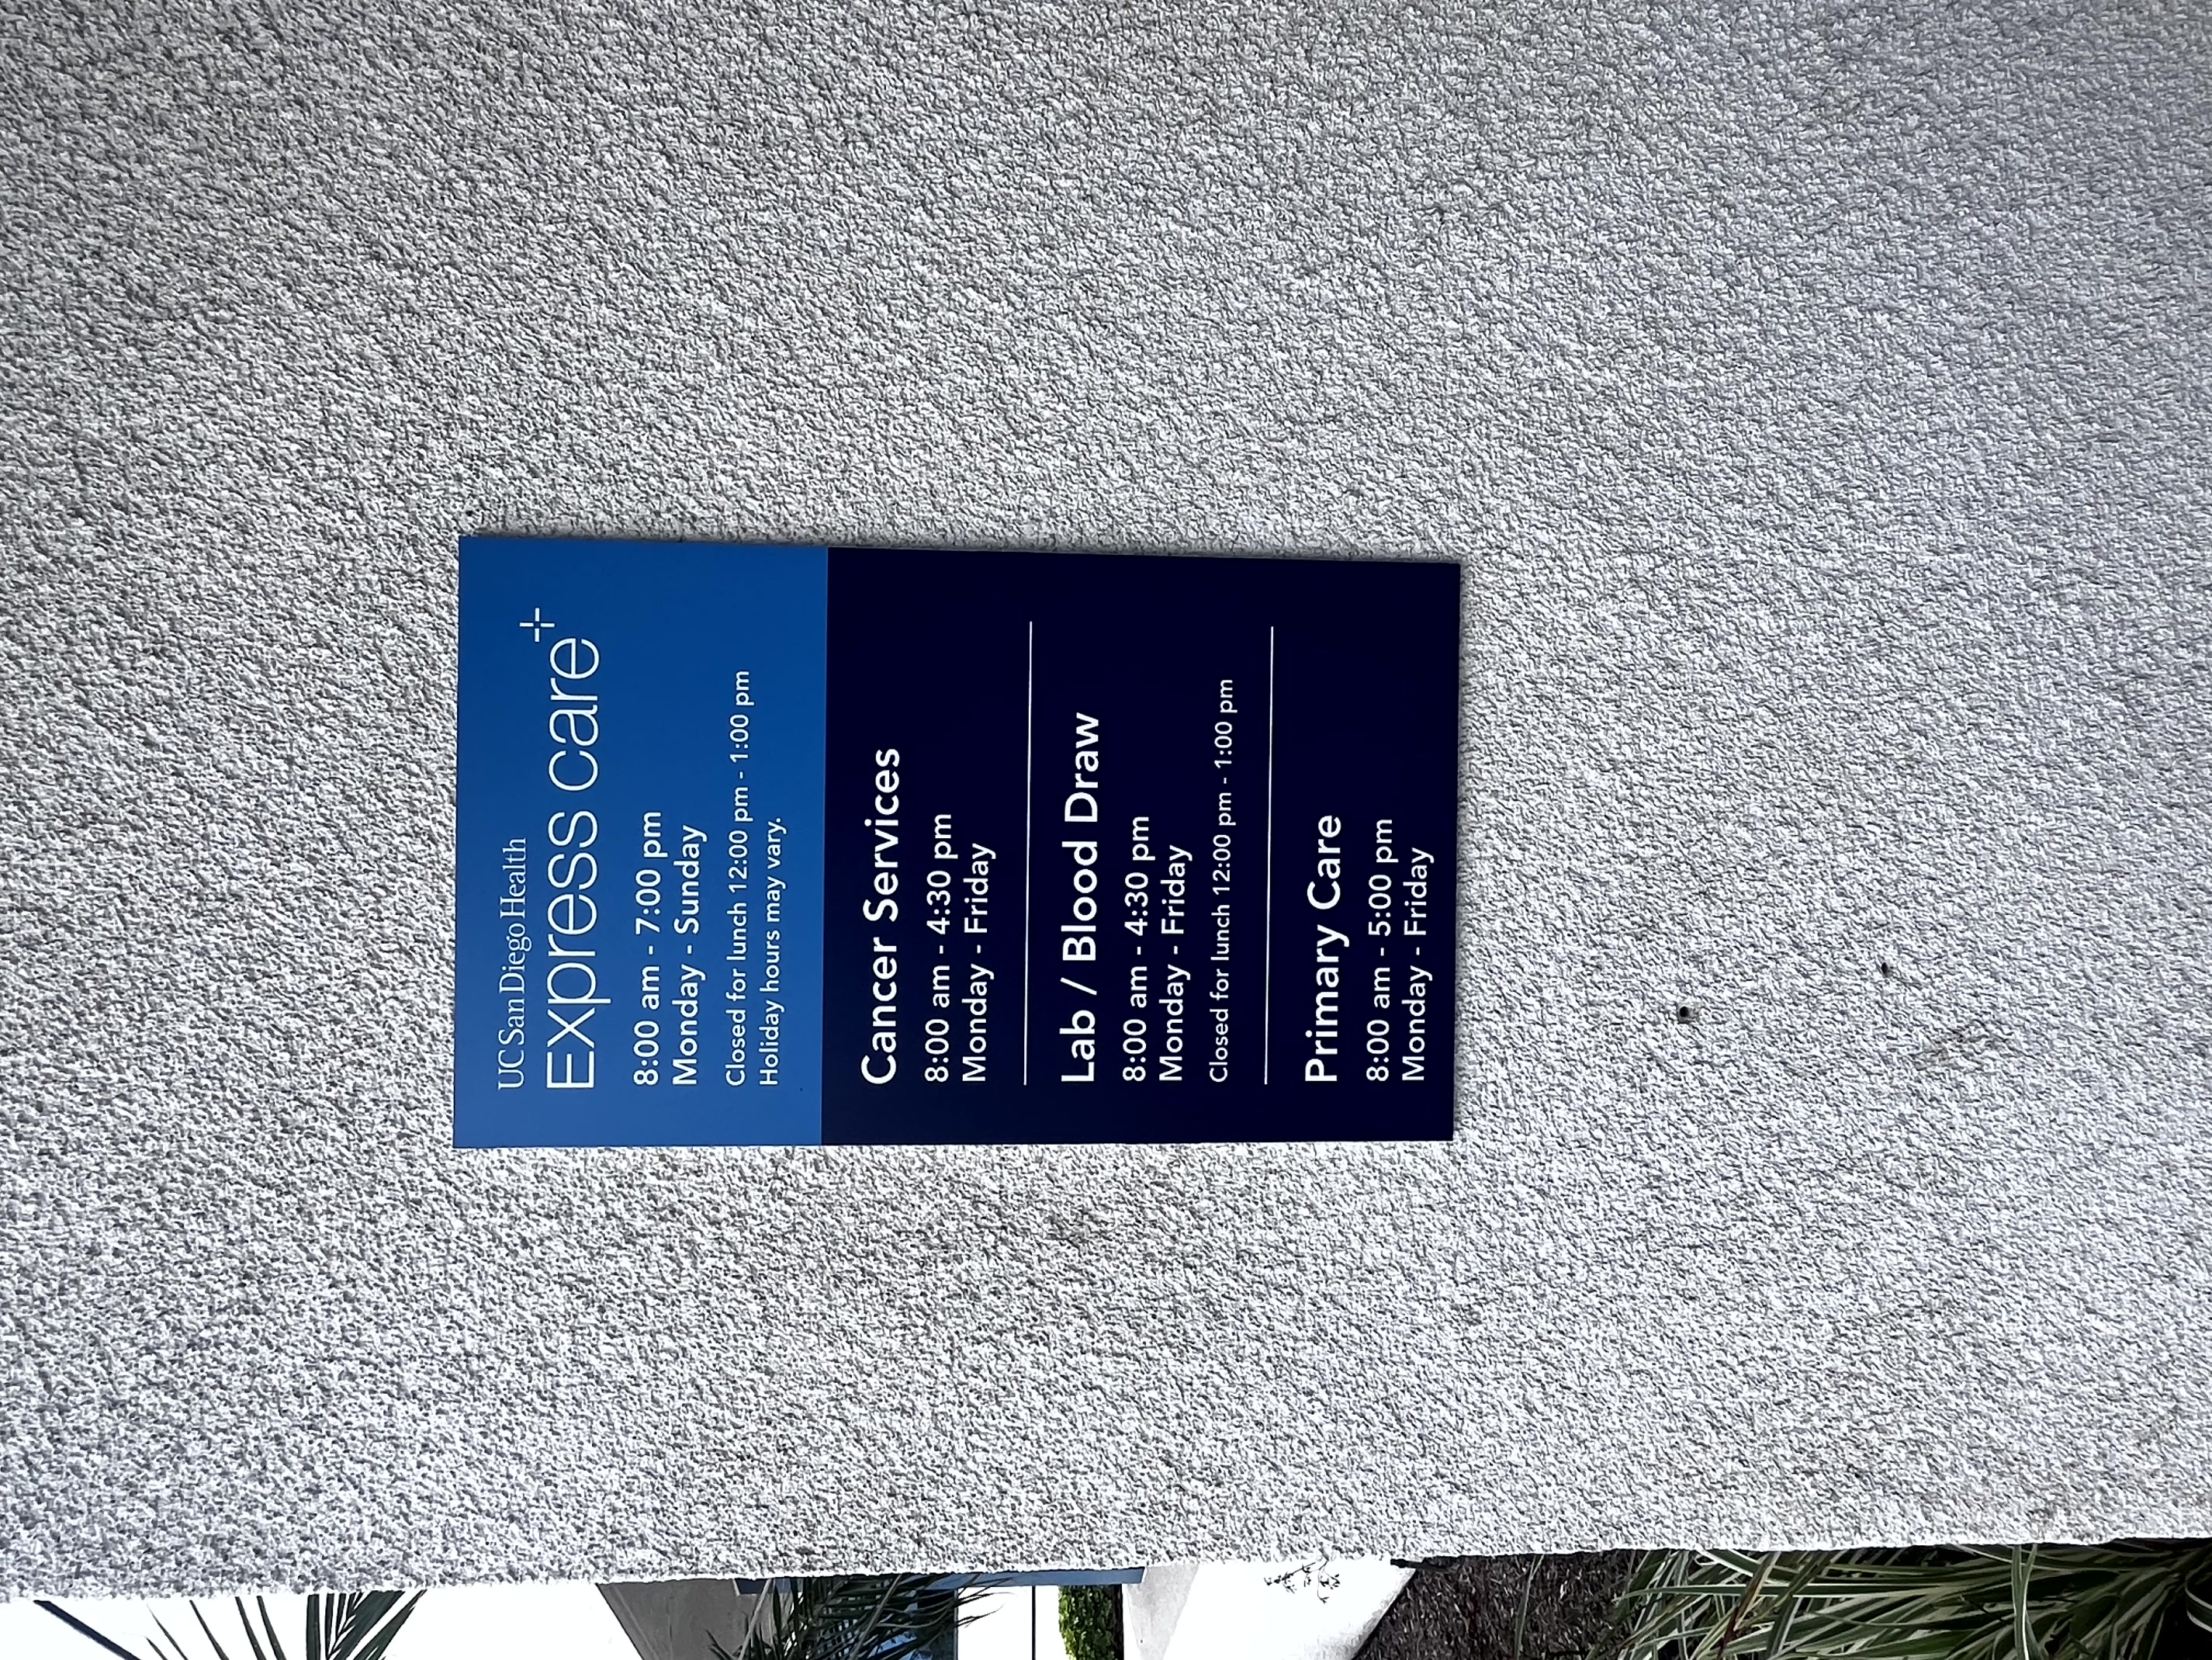 UC San Diego Health
Express care
8:00 am - 7:00 pm
Monday - Sunday
Closed for lunch 12:00 pm - 1:00 pm
Holiday hours may vary.
Cancer Services
8:00 am - 4:30 pm
Monday - Friday
Lab / Blood Draw
8:00 am - 4:30 pm
Monday - Friday
Closed for lunch 12:00 pm - 1:00 pm
Primary Care
8:00 am - 5:00 pm
Monday - Friday